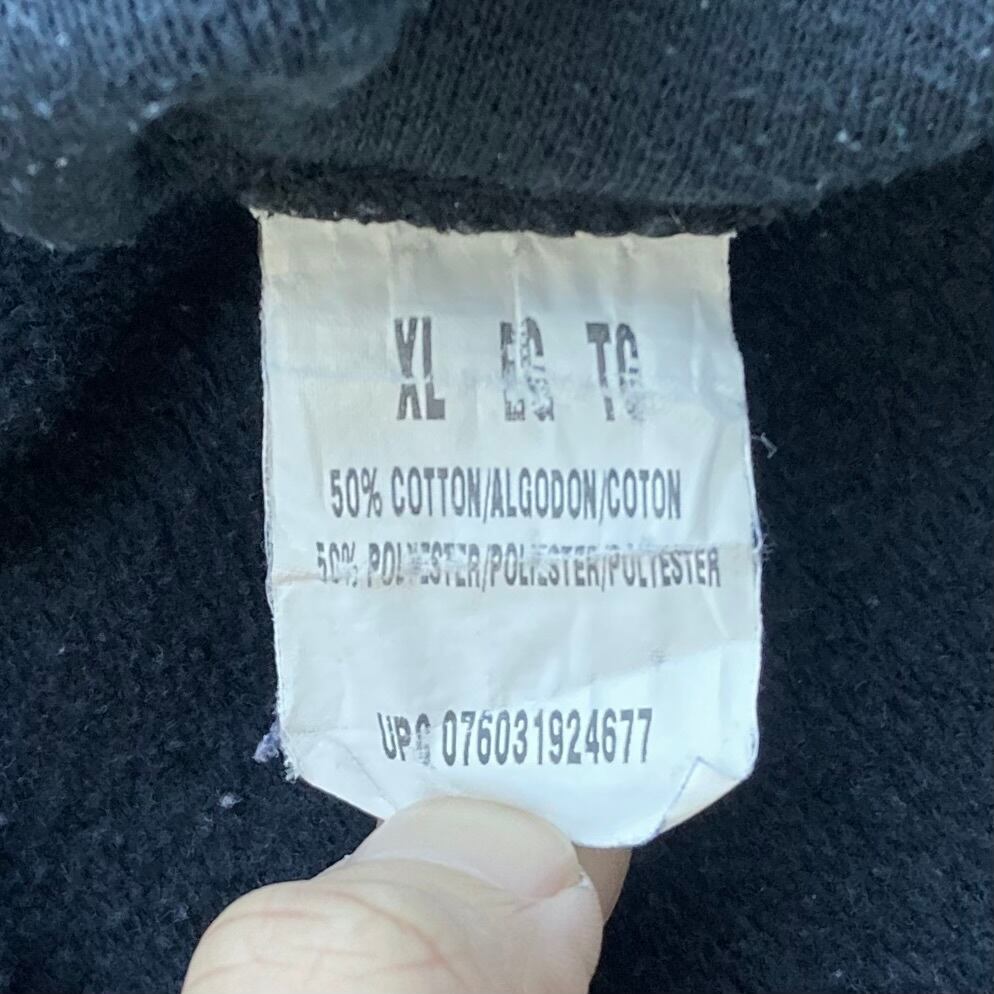 XL EG TG
50% COTTON/ALGODON/COTON
50% POLYESTER/POLIESTER/POLYESTER
UPC 076031924677